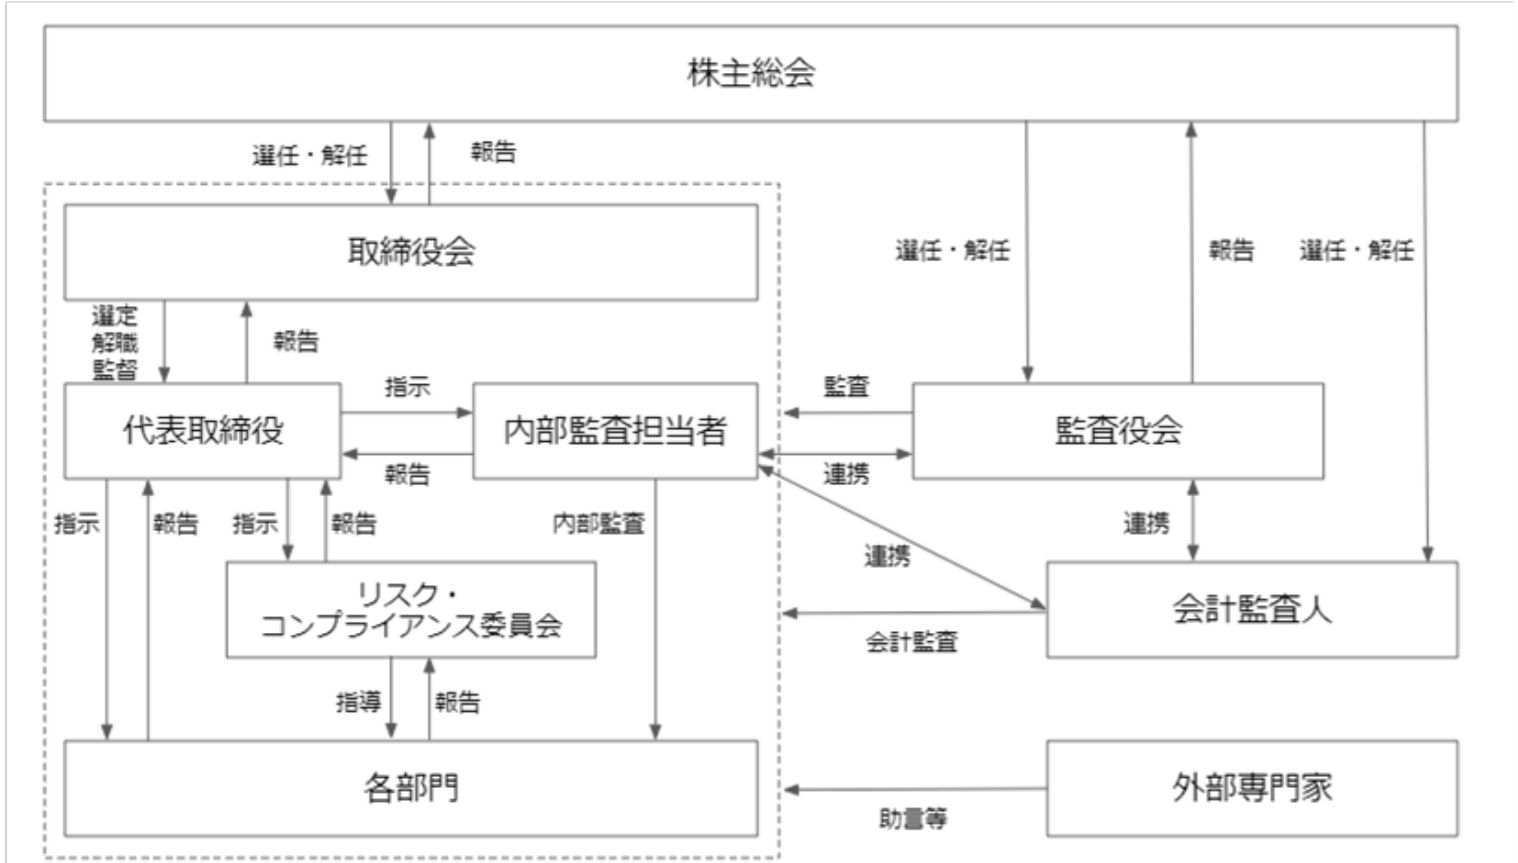 株主総会
選任・解任
報告
取締役会
選任・解任
報告
選任・解任
選定
解職
監督
報告
指示
監査
代表取締役
内部監査担当者
監査役会
報告
連携
指示
報告
指示
報告
内部監査
連携
連携
リスク・
コンプライアンス委員会
会計監査人
会計監査
指導
報告
各部門
外部専門家
助言等